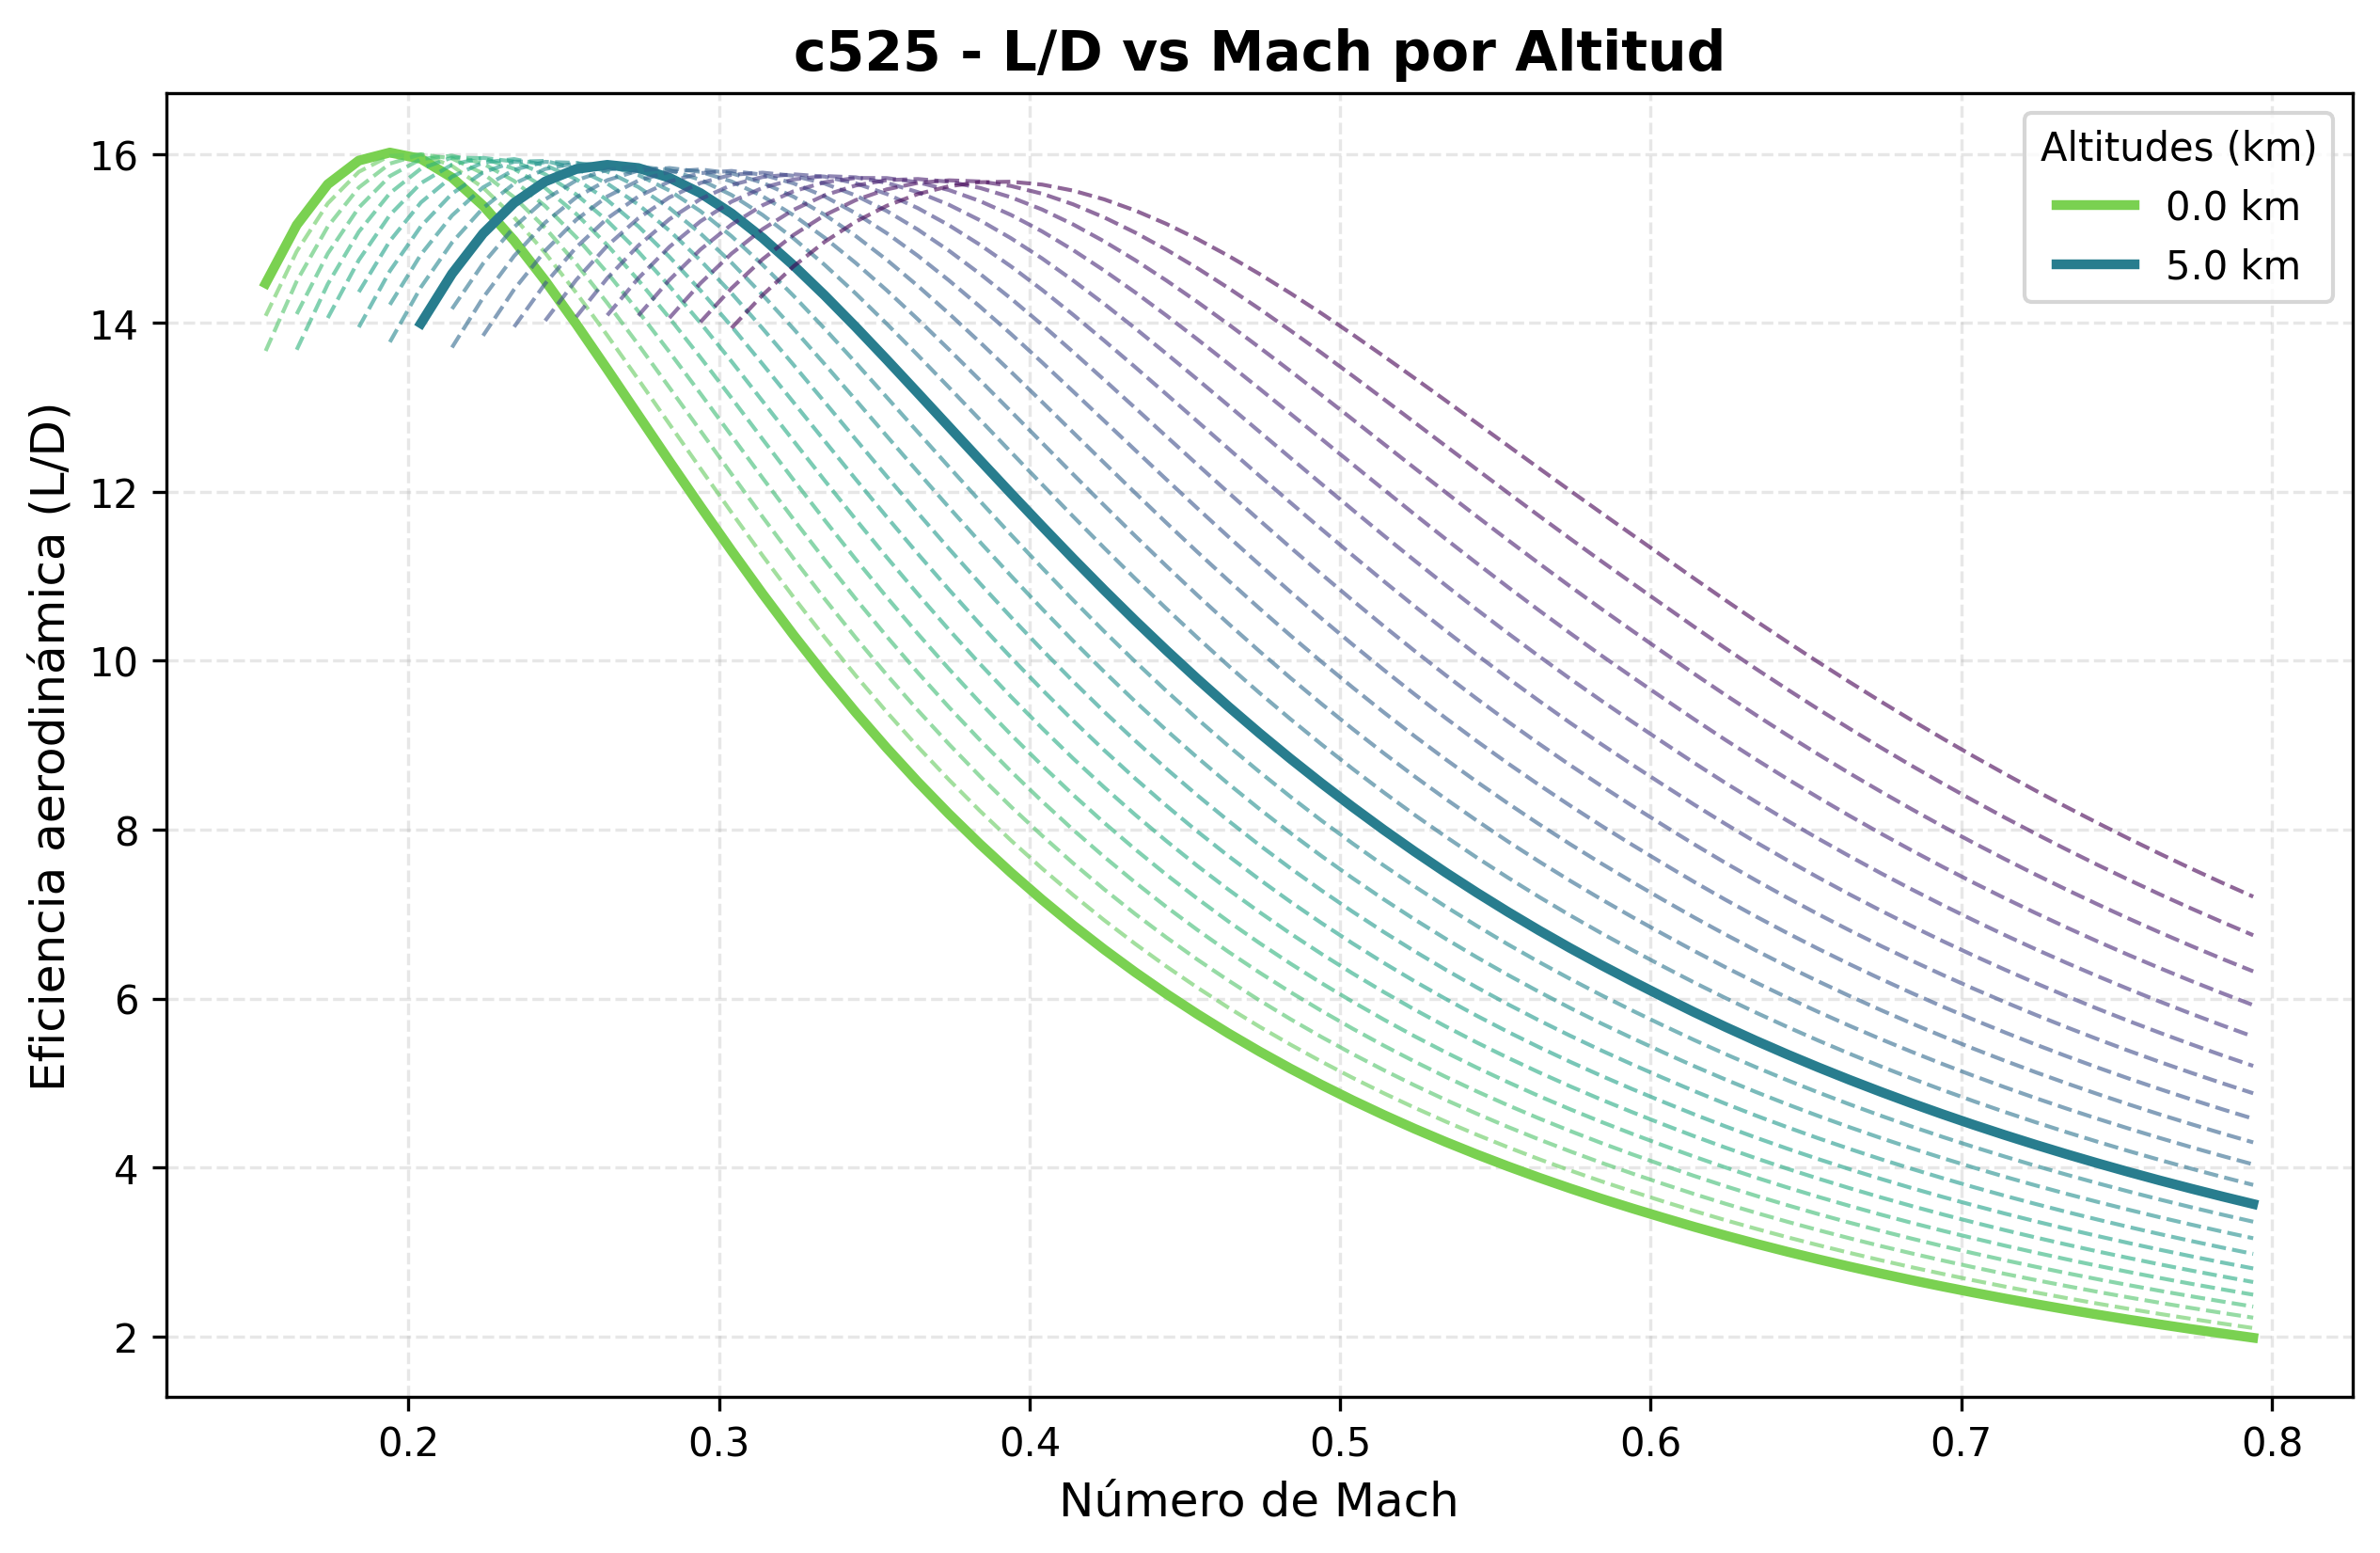 c525 - L/D vs Mach por Altitud
Altitudes (km)
0.0 km
5.0 km
Eficiencia aerodinámica (L/D)
16
14
12
10
8
6
4
2
0.2 0.3 0.4 0.5 0.6 0.7 0.8
Número de Mach